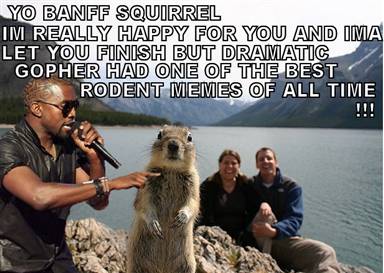 YO BANFF SQUIRREL
IM REALLY HAPPY FOR YOU AND IMA
LET YOU FINISH BUT DRAMATIC
GOPHER HAD ONE OF THE BEST
RODENT MEMES OF ALL TIME
!!!